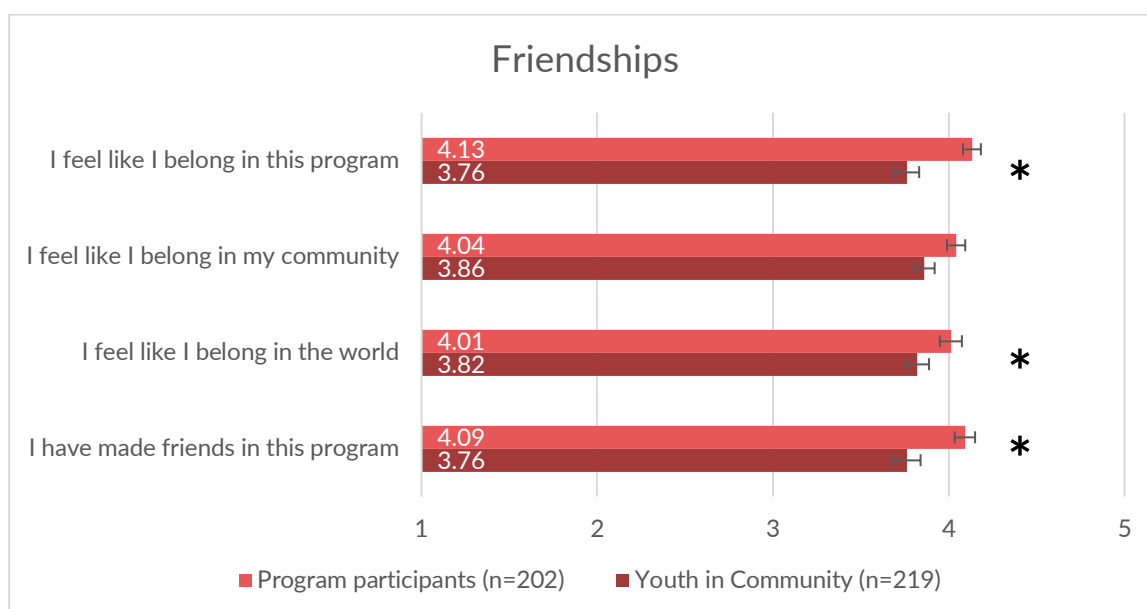 Friendships
I feel like I belong in this program
4.13
3.76
*
I feel like I belong in my community
4.04
3.86
I feel like I belong in the world
4.01
3.82
*
I have made friends in this program
4.09
3.76
*
1 2 3 4 5
Program participants (n=202) Youth in Community (n=219)